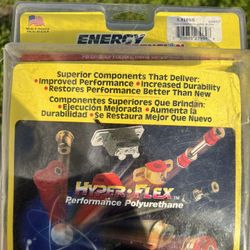 ENERGY
Superior Components That Deliver:
•Improved Performance •Increased Durability
•Restores Performance Better Than New
Componentes Superiores Que Brindan:
•Ejecución Mejorada •Aumenta la
Durabilidad •Se Restaura Mejor Que Nuevo
HYPER•FLEX™
Performance Polyurethane